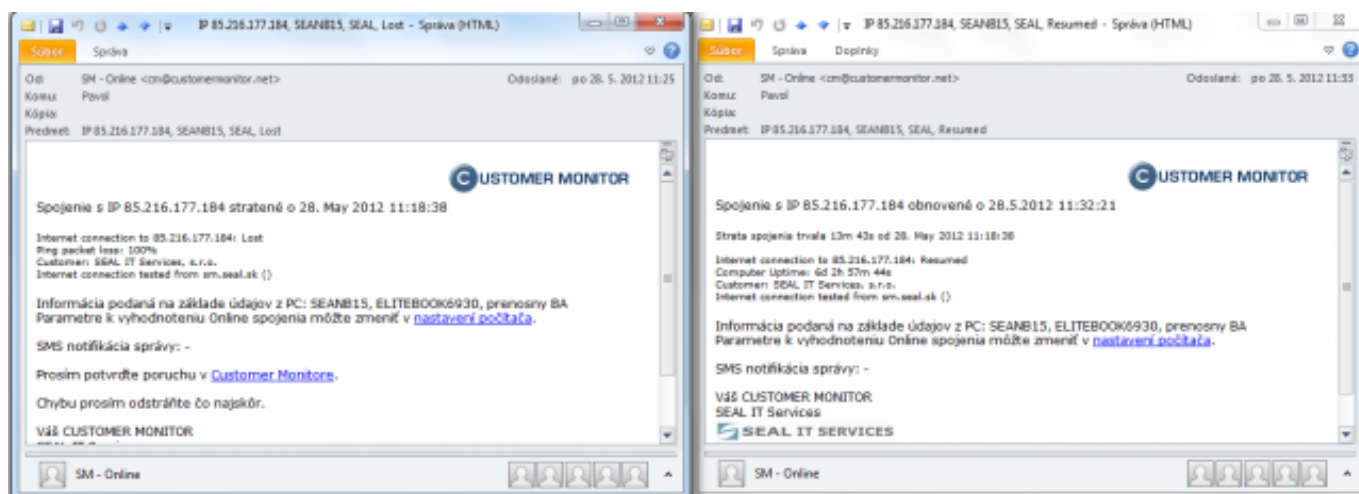 IP 85.216.177.184, SEANB15, SEAL, Lost - Správa (HTML)
Súbor Správa
Od: SM - Online <cm@customermonitor.net> Odoslané: po 28. 5. 2012 11:25
Komu: Pavol
Kópia:
Predmet: IP 85.216.177.184, SEANB15, SEAL, Lost
CUSTOMER MONITOR
Spojenie s IP 85.216.177.184 stratené o 28. May 2012 11:18:38
Internet connection to 85.216.177.184: Lost
Ping packet loss: 100%
Customer: SEAL IT Services, s.r.o.
Internet connection tested from sm.seal.sk ()
Informácia podaná na základe údajov z PC: SEANB15, ELITEBOOK6930, prenosny BA
Parametre k vyhodnoteniu Online spojenia môžte zmeniť v nastavení počítača.
SMS notifikácia správy: -
Prosím potvrďte poruchu v Customer Monitore.
Chybu prosím odstráňte čo najskôr.
Váš CUSTOMER MONITOR
SM - Online
IP 85.216.177.184, SEANB15, SEAL, Resumed - Správa (HTML)
Súbor Správa Doplnky
Od: SM - Online <cm@customermonitor.net> Odoslané: po 28. 5. 2012 11:33
Komu: Pavol
Kópia:
Predmet: IP 85.216.177.184, SEANB15, SEAL, Resumed
CUSTOMER MONITOR
Spojenie s IP 85.216.177.184 obnovené o 28.5.2012 11:32:21
Strata spojenia trvala 13m 43s od 28. May 2012 11:18:38
Internet connection to 85.216.177.184: Resumed
Computer Uptime: 6d 2h 57m 44s
Customer: SEAL IT Services, s.r.o.
Internet connection tested from sm.seal.sk ()
Informácia podaná na základe údajov z PC: SEANB15, ELITEBOOK6930, prenosny BA
Parametre k vyhodnoteniu Online spojenia môžte zmeniť v nastavení počítača.
SMS notifikácia správy: -
Váš CUSTOMER MONITOR
SEAL IT Services
SEAL IT SERVICES
SM - Online